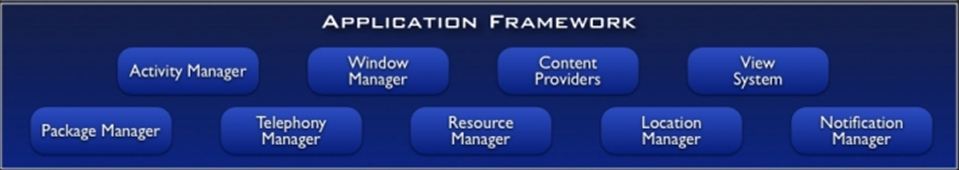 APPLICATION FRAMEWORK
Activity Manager
Window
Manager
Content
Providers
View
System
Package Manager
Telephony
Manager
Resource
Manager
Location
Manager
Notification
Manager